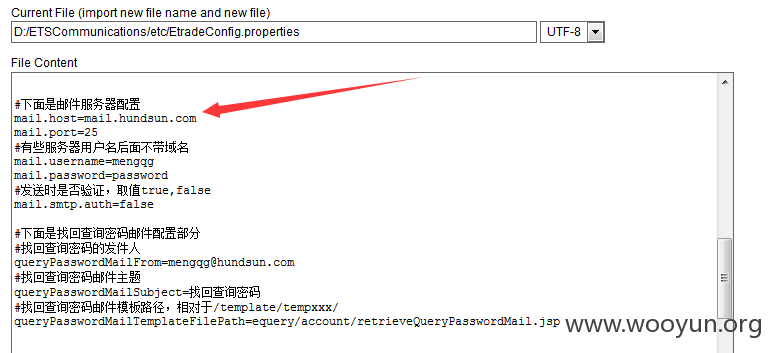 Current File (import new file name and new file)
D:/ETSCommunications/etc/EtradeConfig.properties
UTF-8
File Content
#下面是邮件服务器配置
mail.host=mail.hundsun.com
mail.port=25
#有些服务器用户名后面不带域名
mail.username=mengqg
mail.password=password
#发送时是否验证，取值true,false
mail.smtp.auth=false
#下面是找回查询密码邮件配置部分
#找回查询密码的发件人
queryPasswordMailFrom=mengqg@hundsun.com
#找回查询密码邮件主题
queryPasswordMailSubject=找回查询密码
#找回查询密码邮件模板路径，相对于/template/tempxxx/
queryPasswordMailTemplateFilePath=equery/account/retrieveQueryPasswordMail.jsp
www.wooyun.org